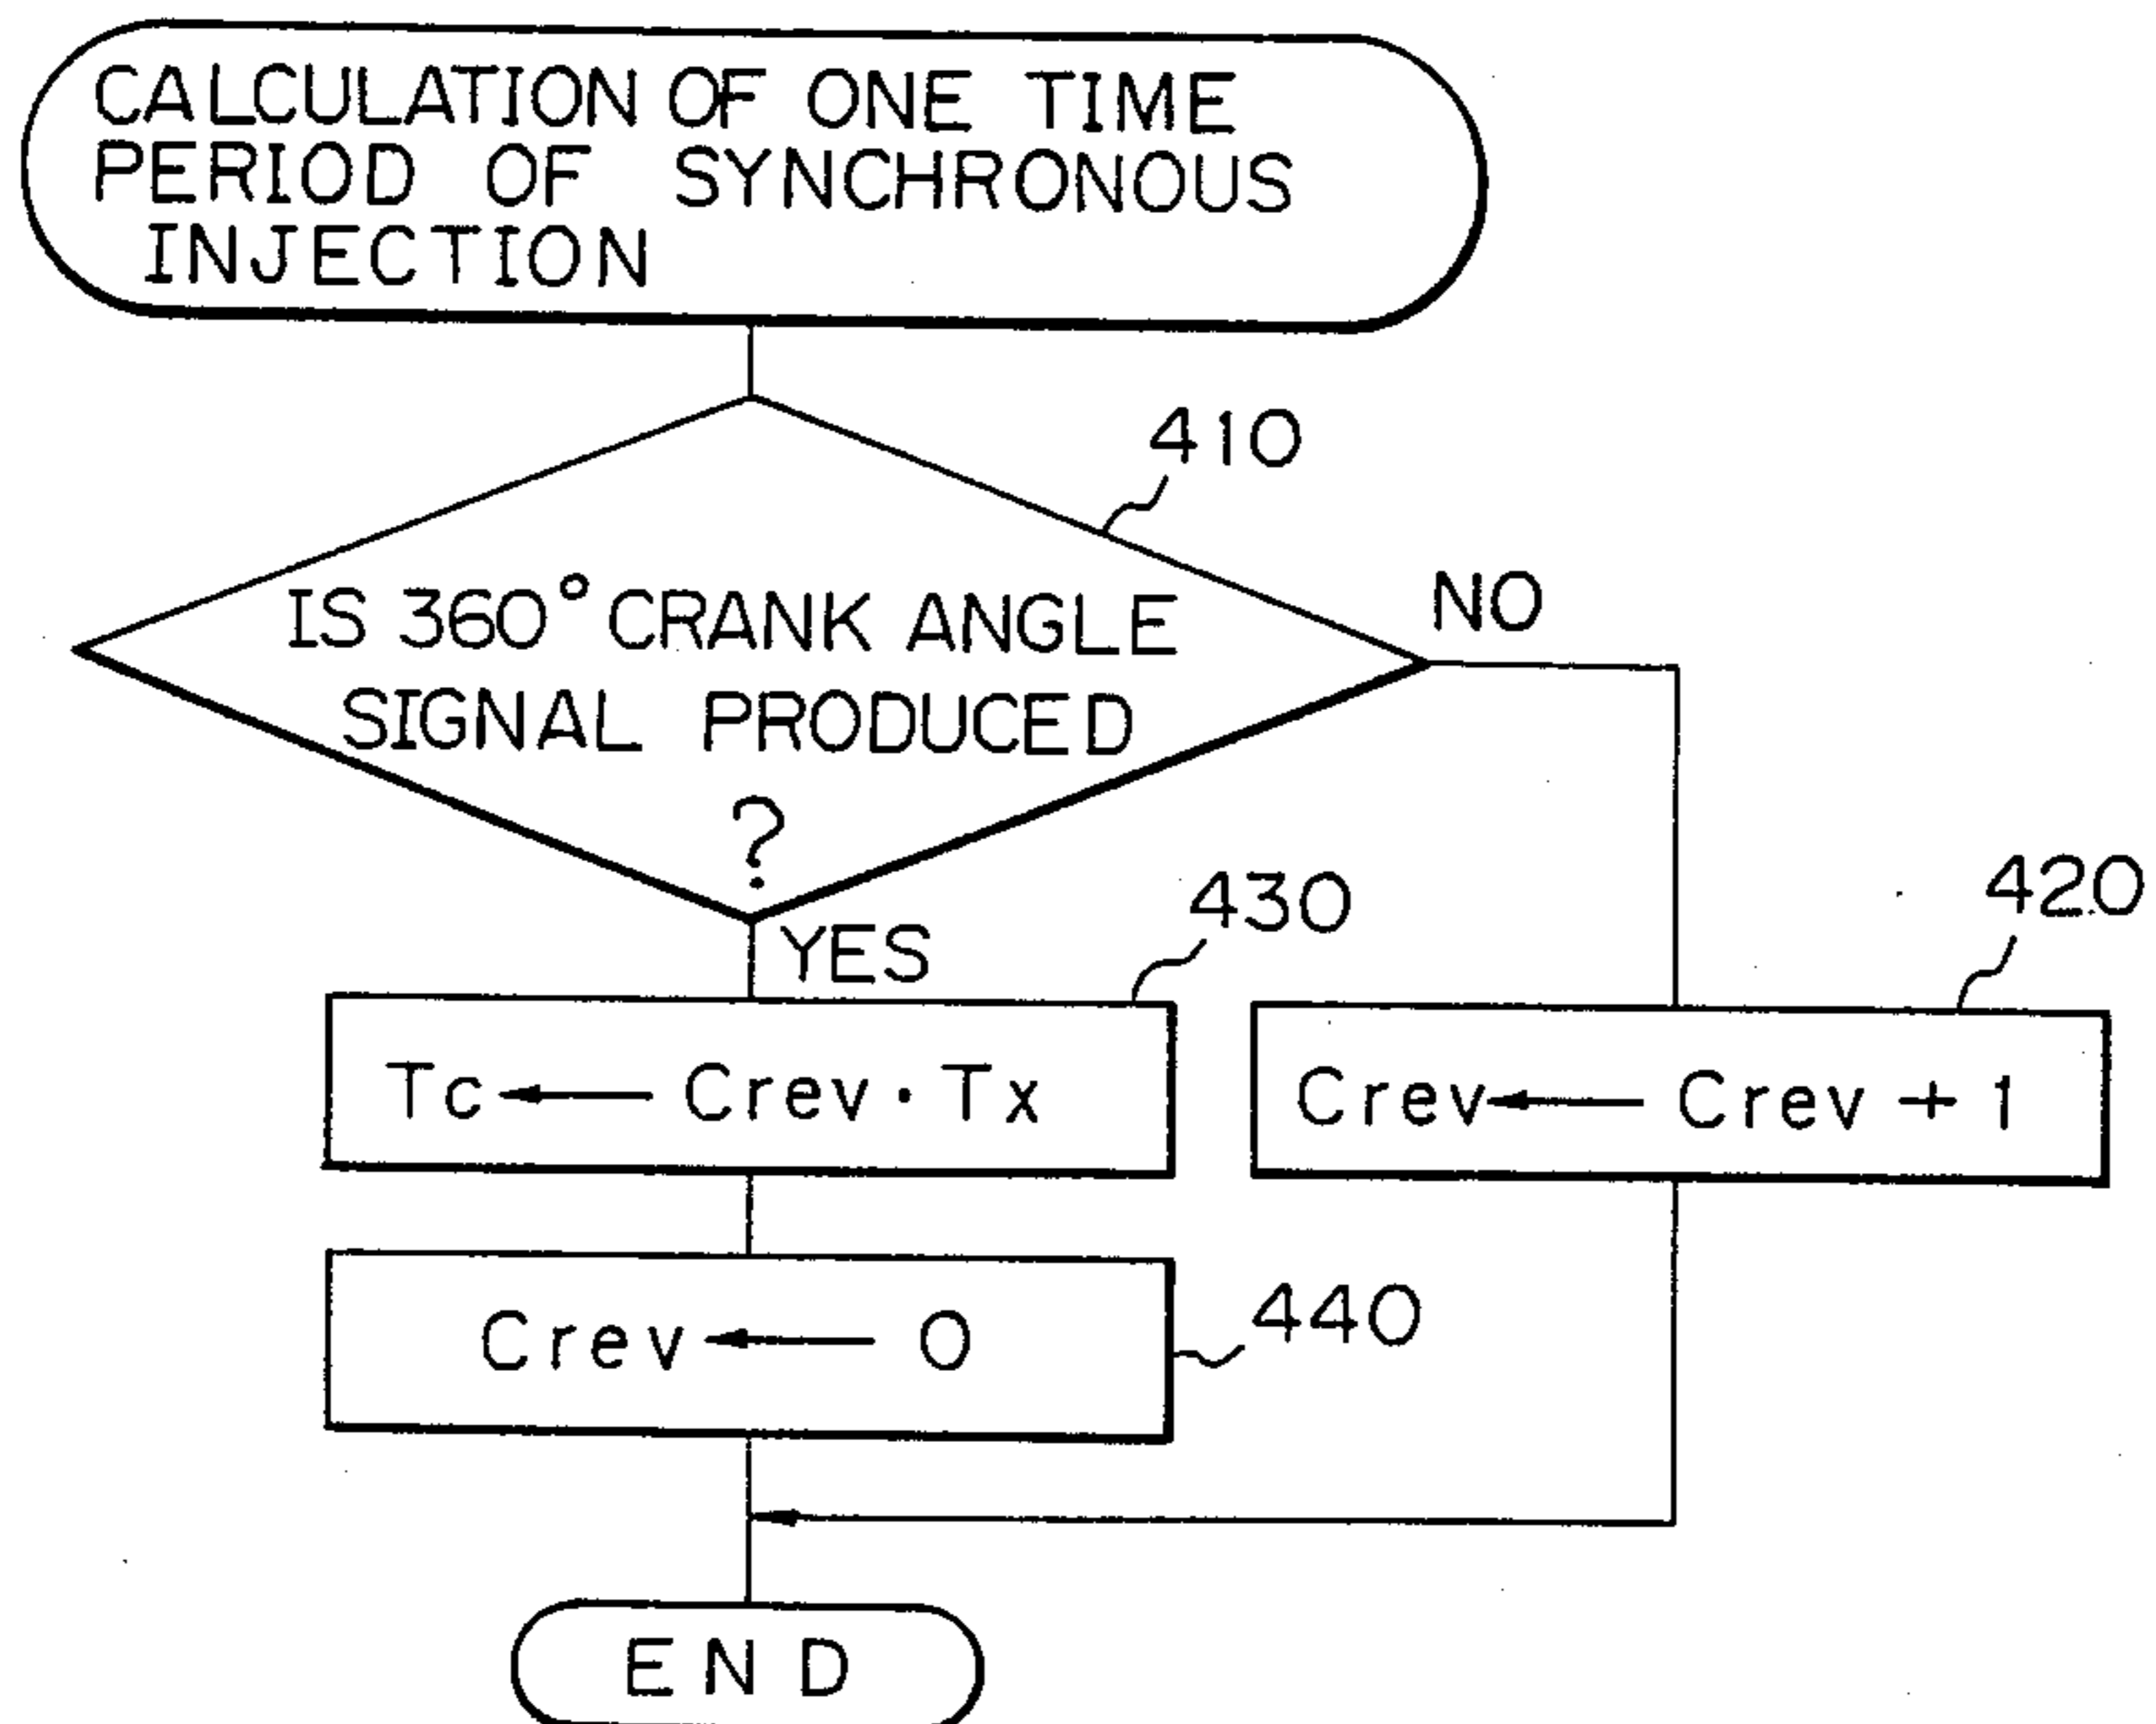 CALCULATION OF ONE TIME
PERIOD OF SYNCHRONOUS
INJECTION
410
IS 360° CRANK ANGLE
SIGNAL PRODUCED
?
NO
YES
430
420
Tc ← Crev · Tx
Crev ← Crev + 1
Crev ← 0
440
END